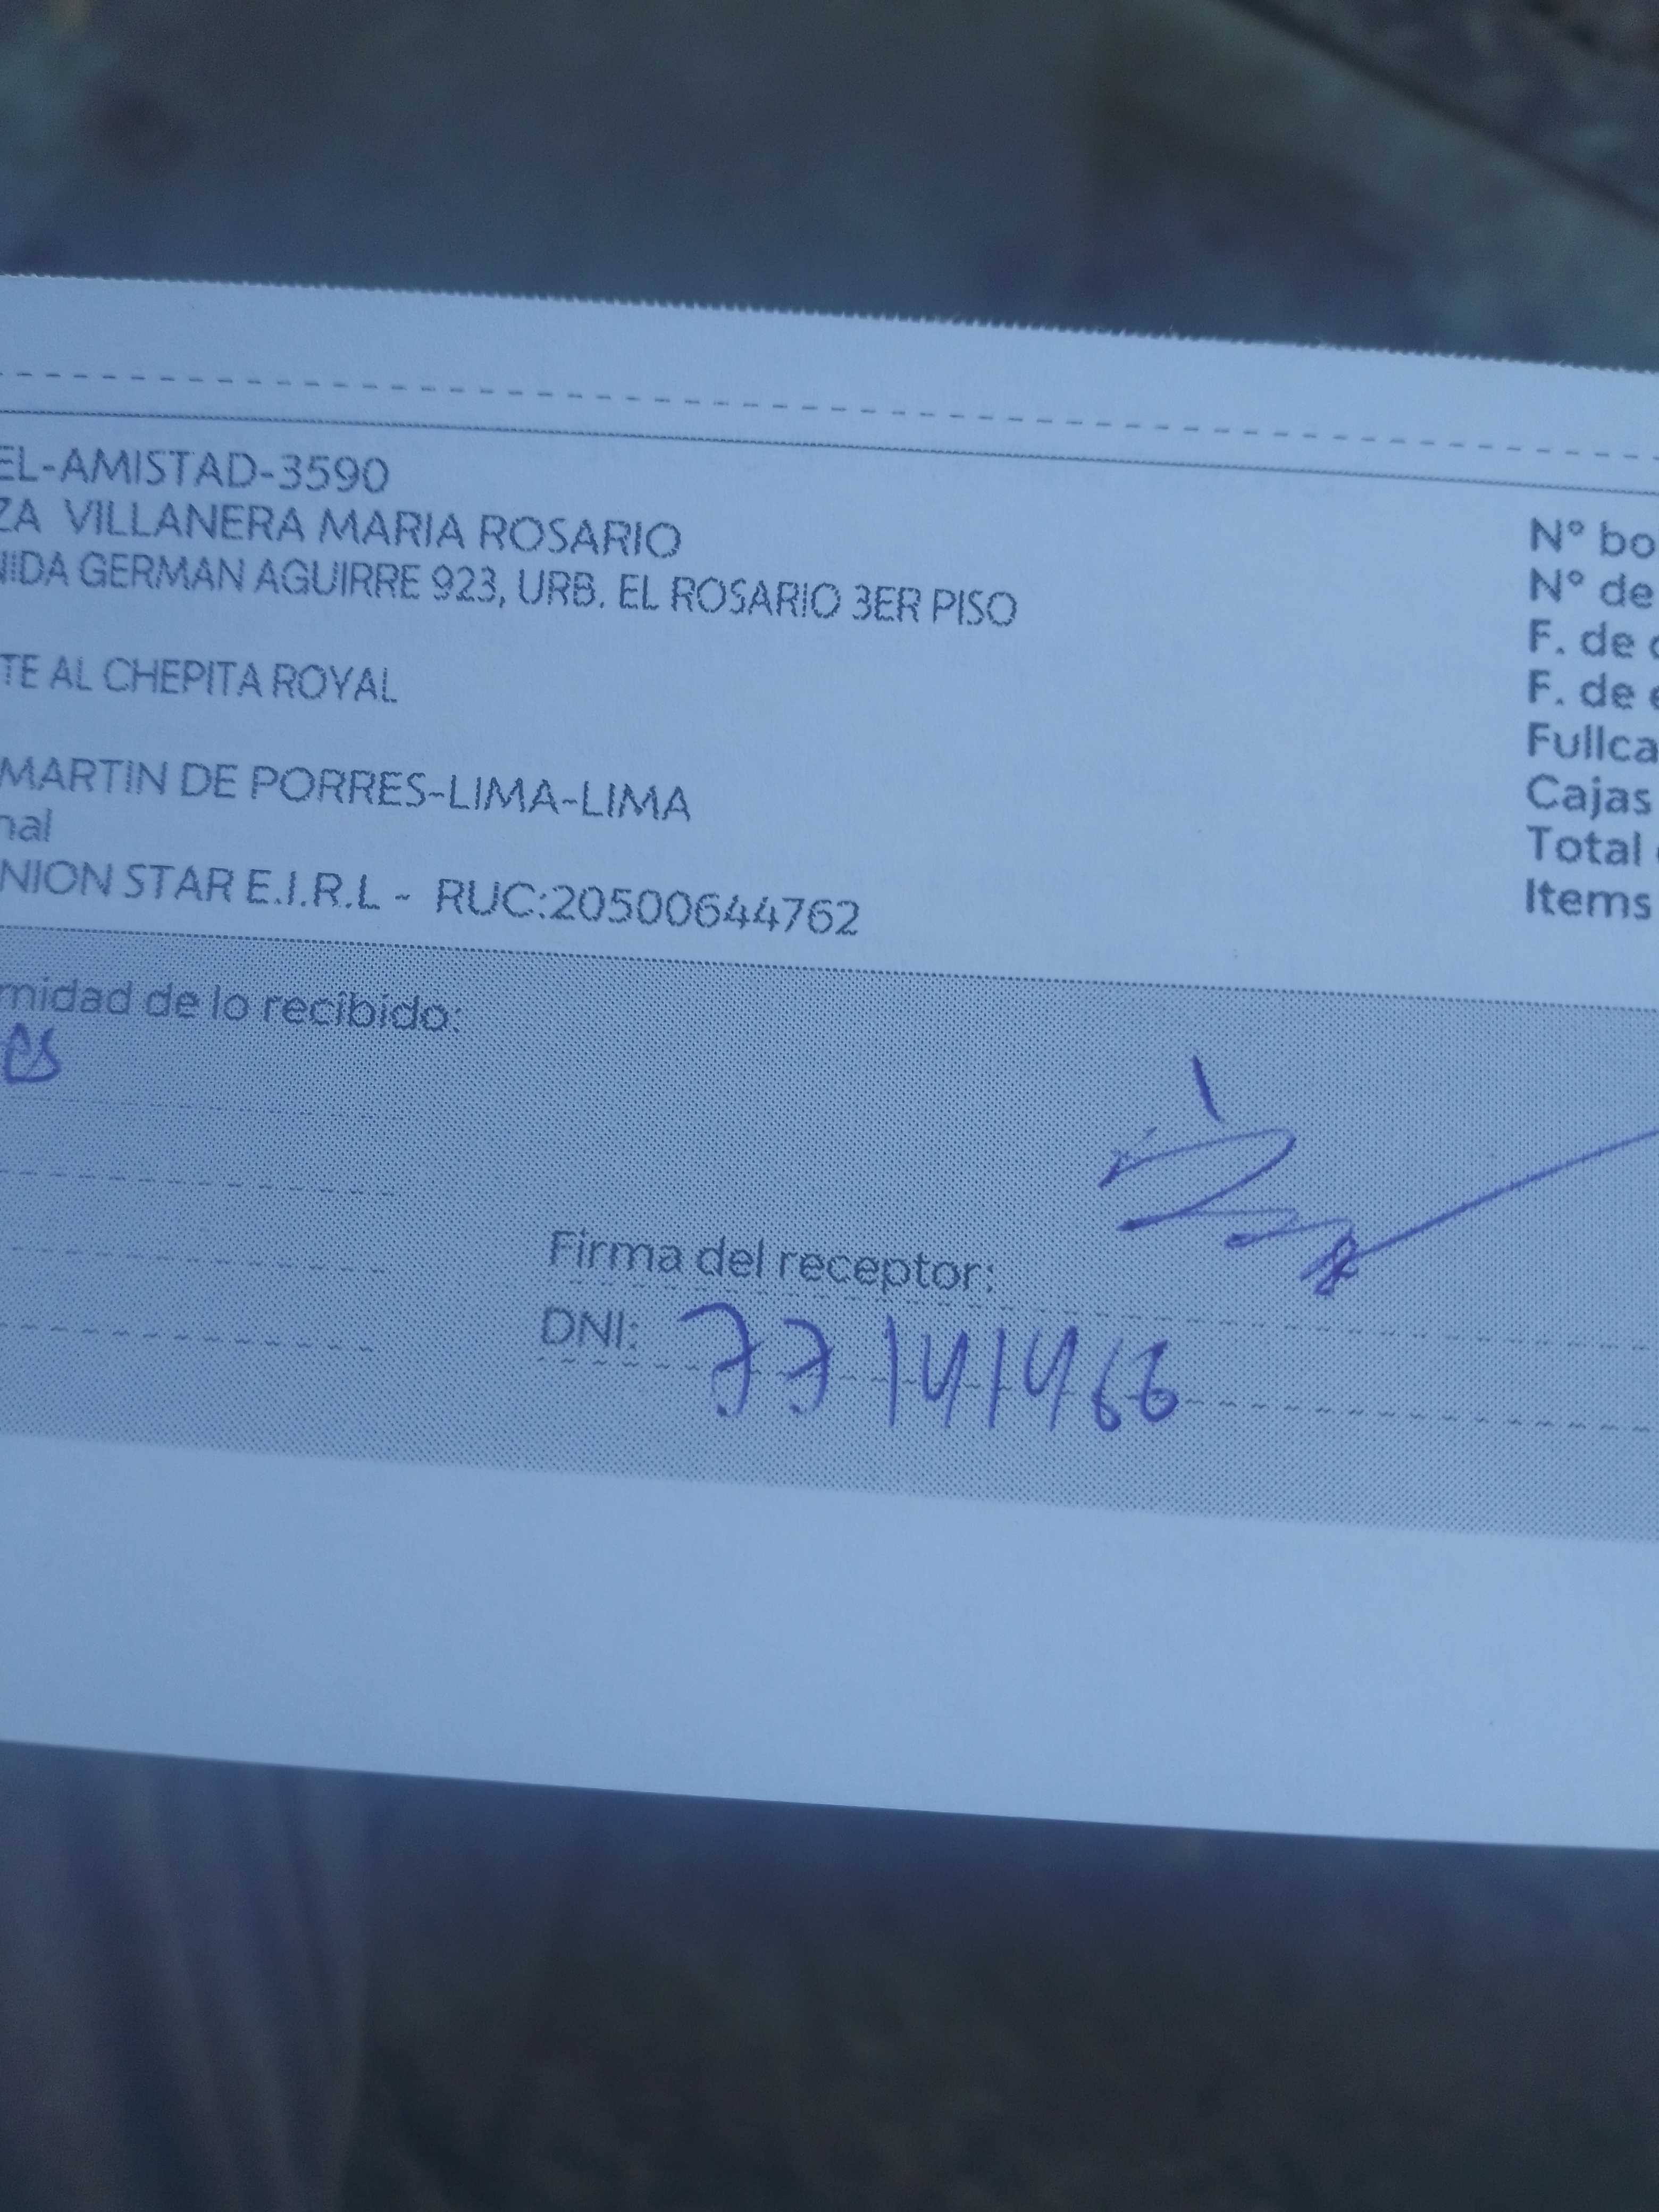 EL-AMISTAD-3590
ZA VILLANERA MARIA ROSARIO
NIDA GERMAN AGUIRRE 923, URB. EL ROSARIO 3ER PISO
TE AL CHEPITA ROYAL
MARTIN DE PORRES-LIMA-LIMA
nal
NION STAR E.I.R.L - RUC:20500644762
N° bo
N° de
F. de
F. de e
Fullca
Cajas
Total
Items
midad de lo recibido:
es
Firma del receptor:
DNI: 77141466